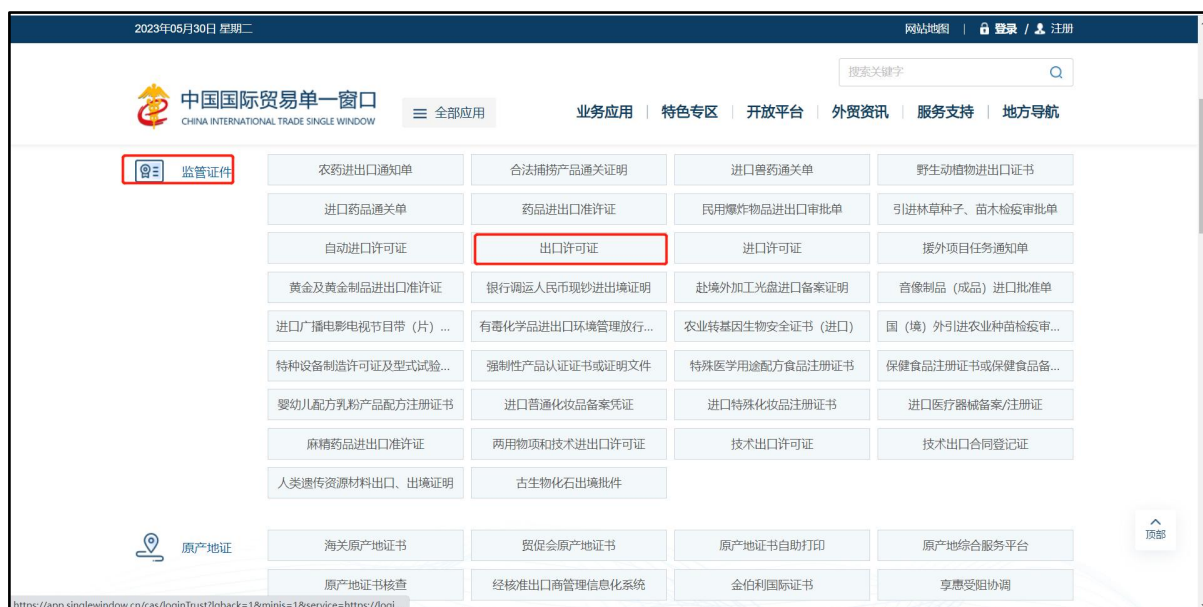 2023年05月30日 星期二
网站地图 | 登录 / 注册
搜索关键字
中国国际贸易单一窗口
CHINA INTERNATIONAL TRADE SINGLE WINDOW
全部应用
业务应用 | 特色专区 | 开放平台 | 外贸资讯 | 服务支持 | 地方导航
监管证件
农药进出口通知单 合法捕捞产品通关证明 进口兽药通关单 野生动植物进出口证书
进口药品通关单 药品进出口准许证 民用爆炸物品进出口审批单 引进林草种子、苗木检疫审批单
自动进口许可证 出口许可证 进口许可证 援外项目任务通知单
黄金及黄金制品进出口准许证 银行调运人民币现钞进出境证明 赴境外加工光盘进口备案证明 音像制品（成品）进口批准单
进口广播电影电视节目带（片）... 有毒化学品进出口环境管理放行... 农业转基因生物安全证书（进口） 国（境）外引进农业种苗检疫审...
特种设备制造许可证及型式试验... 强制性产品认证证书或证明文件 特殊医学用途配方食品注册证书 保健食品注册证书或保健食品备...
婴幼儿配方乳粉产品配方注册证书 进口普通化妆品备案凭证 进口特殊化妆品注册证书 进口医疗器械备案/注册证
麻精药品进出口准许证 两用物项和技术进出口许可证 技术出口许可证 技术出口合同登记证
人类遗传资源材料出口、出境证明 古生物化石出境批件
顶部
原产地证
海关原产地证书 贸促会原产地证书 原产地证书自助打印 原产地综合服务平台
原产地证书核查 经核准出口商管理信息化系统 金伯利国际证书 享惠受阻协调
https://app.singlewindow.cn/cas/loginTrust?lgback=1&minis=1&service=https://logi...